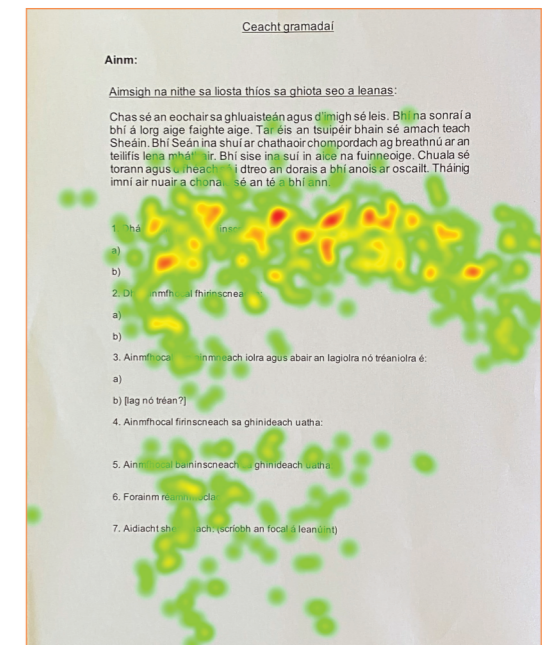 Ceacht gramadaí
Ainm:
Aimsigh na nithe sa liosta thíos sa ghiota seo a leanas:
Chas sé an eochair sa ghluaisteán agus d'imigh sé leis. Bhí na sonraí a
bhí á lorg aige faighte aige. Tar éis an tsuipéir bhain sé amach teach
Sheáin. Bhí Seán ina shuí ar chathaoir chompordach ag breathnú ar an
teilifís lena mháthair. Bhí sise ina suí in aice na fuinneoige. Chuala sé
torann agus i dtreo an dorais a bhí anois ar oscailt. Tháinig
imní air nuair a sé an té a bhí ann.
1. Dhá
a)
b)
2.
a)
b)
3. iolra agus abair an lagiolra nó tréaniolra é:
a)
b) [lag nó tréan?]
4. Ainmfhocal firinscneach sa ghinideach uatha:
5. Ainmfhocal baininscneach sa ghinideach uatha
6. Forainm
7. Aidiacht (scríobh an focal á leanúint)